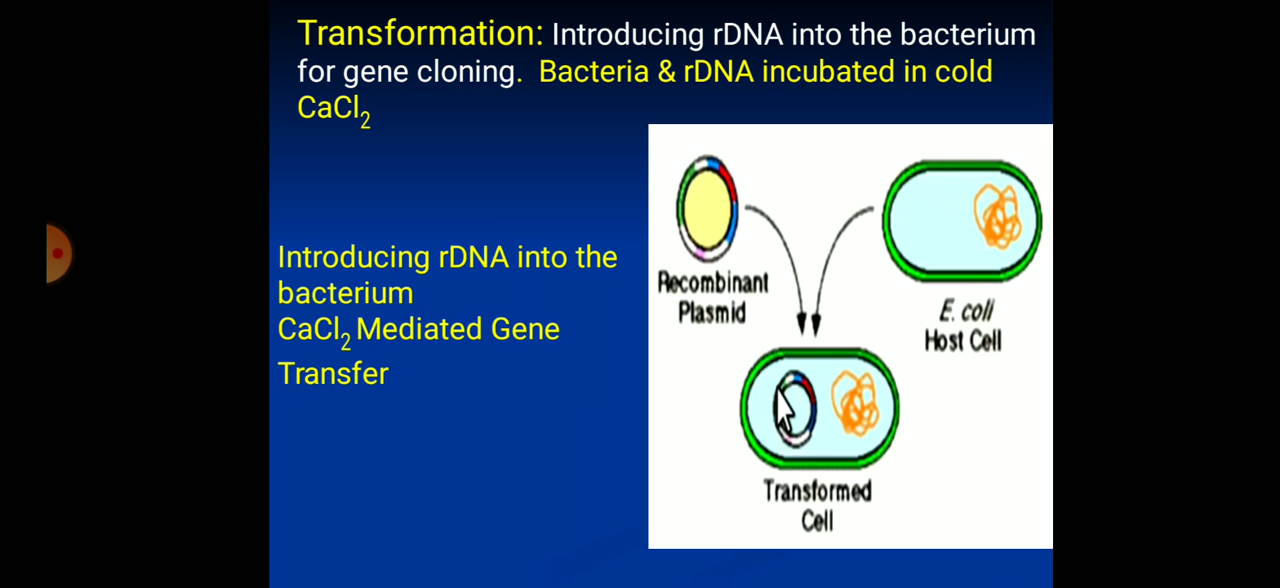 Transformation: Introducing rDNA into the bacterium
for gene cloning. Bacteria & rDNA incubated in cold
CaCl₂
Introducing rDNA into the
bacterium
CaCl₂ Mediated Gene
Transfer
Recombinant
Plasmid
E. coli
Host Cell
Transformed
Cell